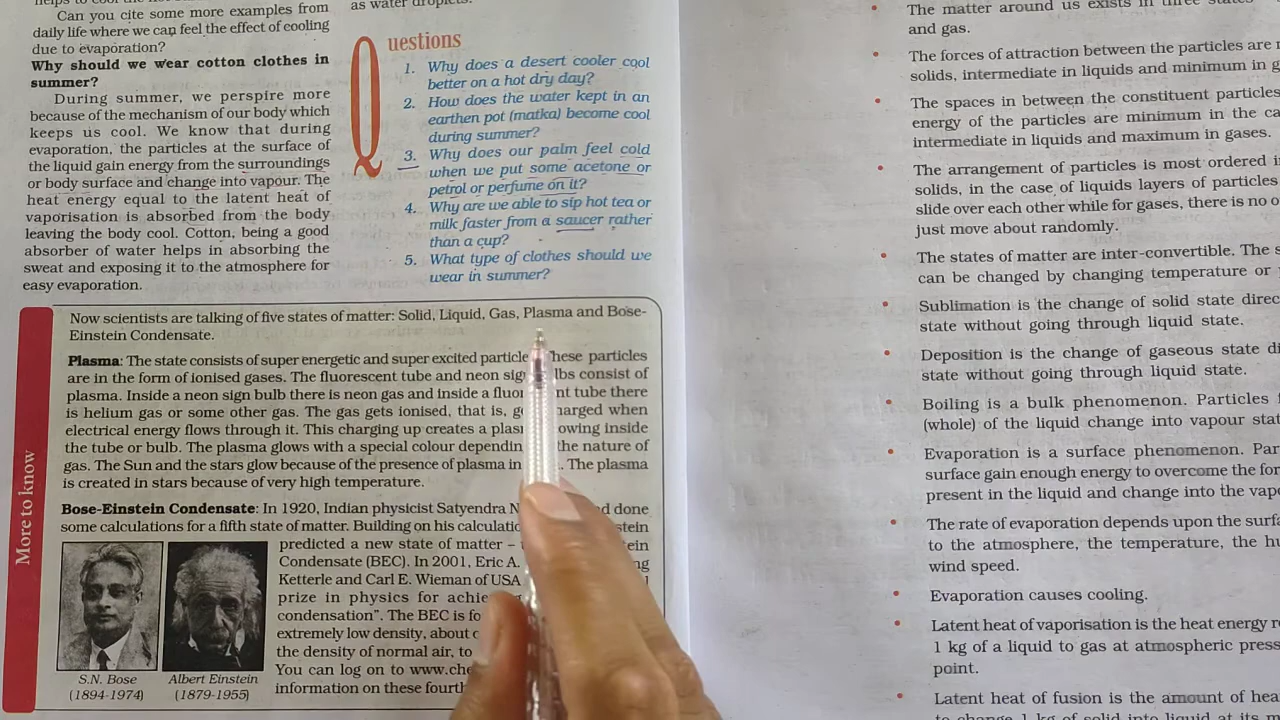 Can you cite some more examples from
daily life where we can feel the effect of cooling
due to evaporation?
Why should we wear cotton clothes in
summer?
During summer, we perspire more
because of the mechanism of our body which
keeps us cool. We know that during
evaporation, the particles at the surface of
the liquid gain energy from the surroundings
or body surface and change into vapour. The
heat energy equal to the latent heat of
vaporisation is absorbed from the body
leaving the body cool. Cotton, being a good
absorber of water helps in absorbing the
sweat and exposing it to the atmosphere for
easy evaporation.
as water droplets.
Questions
1. Why does a desert cooler cool
better on a hot dry day?
2. How does the water kept in an
earthen pot (matka) become cool
during summer?
3. Why does our palm feel cold
when we put some acetone or
petrol or perfume on it?
4. Why are we able to sip hot tea or
milk faster from a saucer rather
than a cup?
5. What type of clothes should we
wear in summer?
More to know
Now scientists are talking of five states of matter: Solid, Liquid, Gas, Plasma and Bose-
Einstein Condensate.
Plasma: The state consists of super energetic and super excited particle hese particles
are in the form of ionised gases. The fluorescent tube and neon sig lbs consist of
plasma. Inside a neon sign bulb there is neon gas and inside a fluor nt tube there
is helium gas or some other gas. The gas gets ionised, that is, g harged when
electrical energy flows through it. This charging up creates a plas owing inside
the tube or bulb. The plasma glows with a special colour dependin the nature of
gas. The Sun and the stars glow because of the presence of plasma in The plasma
is created in stars because of very high temperature.
Bose-Einstein Condensate: In 1920, Indian physicist Satyendra N d done
some calculations for a fifth state of matter. Building on his calculatio stein
predicted a new state of matter – ein
Condensate (BEC). In 2001, Eric A. ng
Ketterle and Carl E. Wieman of USA
prize in physics for achie
condensation". The BEC is fo
extremely low density, about
the density of normal air, to
You can log on to www.che
information on these fourth
S.N. Bose
(1894-1974)
Albert Einstein
(1879-1955)
The matter around us exists in three states
and gas.
The forces of attraction between the particles are
solids, intermediate in liquids and minimum in g
The spaces in between the constituent particles
energy of the particles are minimum in the ca
intermediate in liquids and maximum in gases.
The arrangement of particles is most ordered i
solids, in the case of liquids layers of particles
slide over each other while for gases, there is no o
just move about randomly.
The states of matter are inter-convertible. The s
can be changed by changing temperature or
Sublimation is the change of solid state direc
state without going through liquid state.
Deposition is the change of gaseous state di
state without going through liquid state.
Boiling is a bulk phenomenon. Particles
(whole) of the liquid change into vapour stat
Evaporation is a surface phenomenon. Par
surface gain enough energy to overcome the for
present in the liquid and change into the vapo
The rate of evaporation depends upon the surf
to the atmosphere, the temperature, the hu
wind speed.
Evaporation causes cooling.
Latent heat of vaporisation is the heat energy r
1 kg of a liquid to gas at atmospheric press
point.
Latent heat of fusion is the amount of hea
to change 1 kg of solid into liquid at its